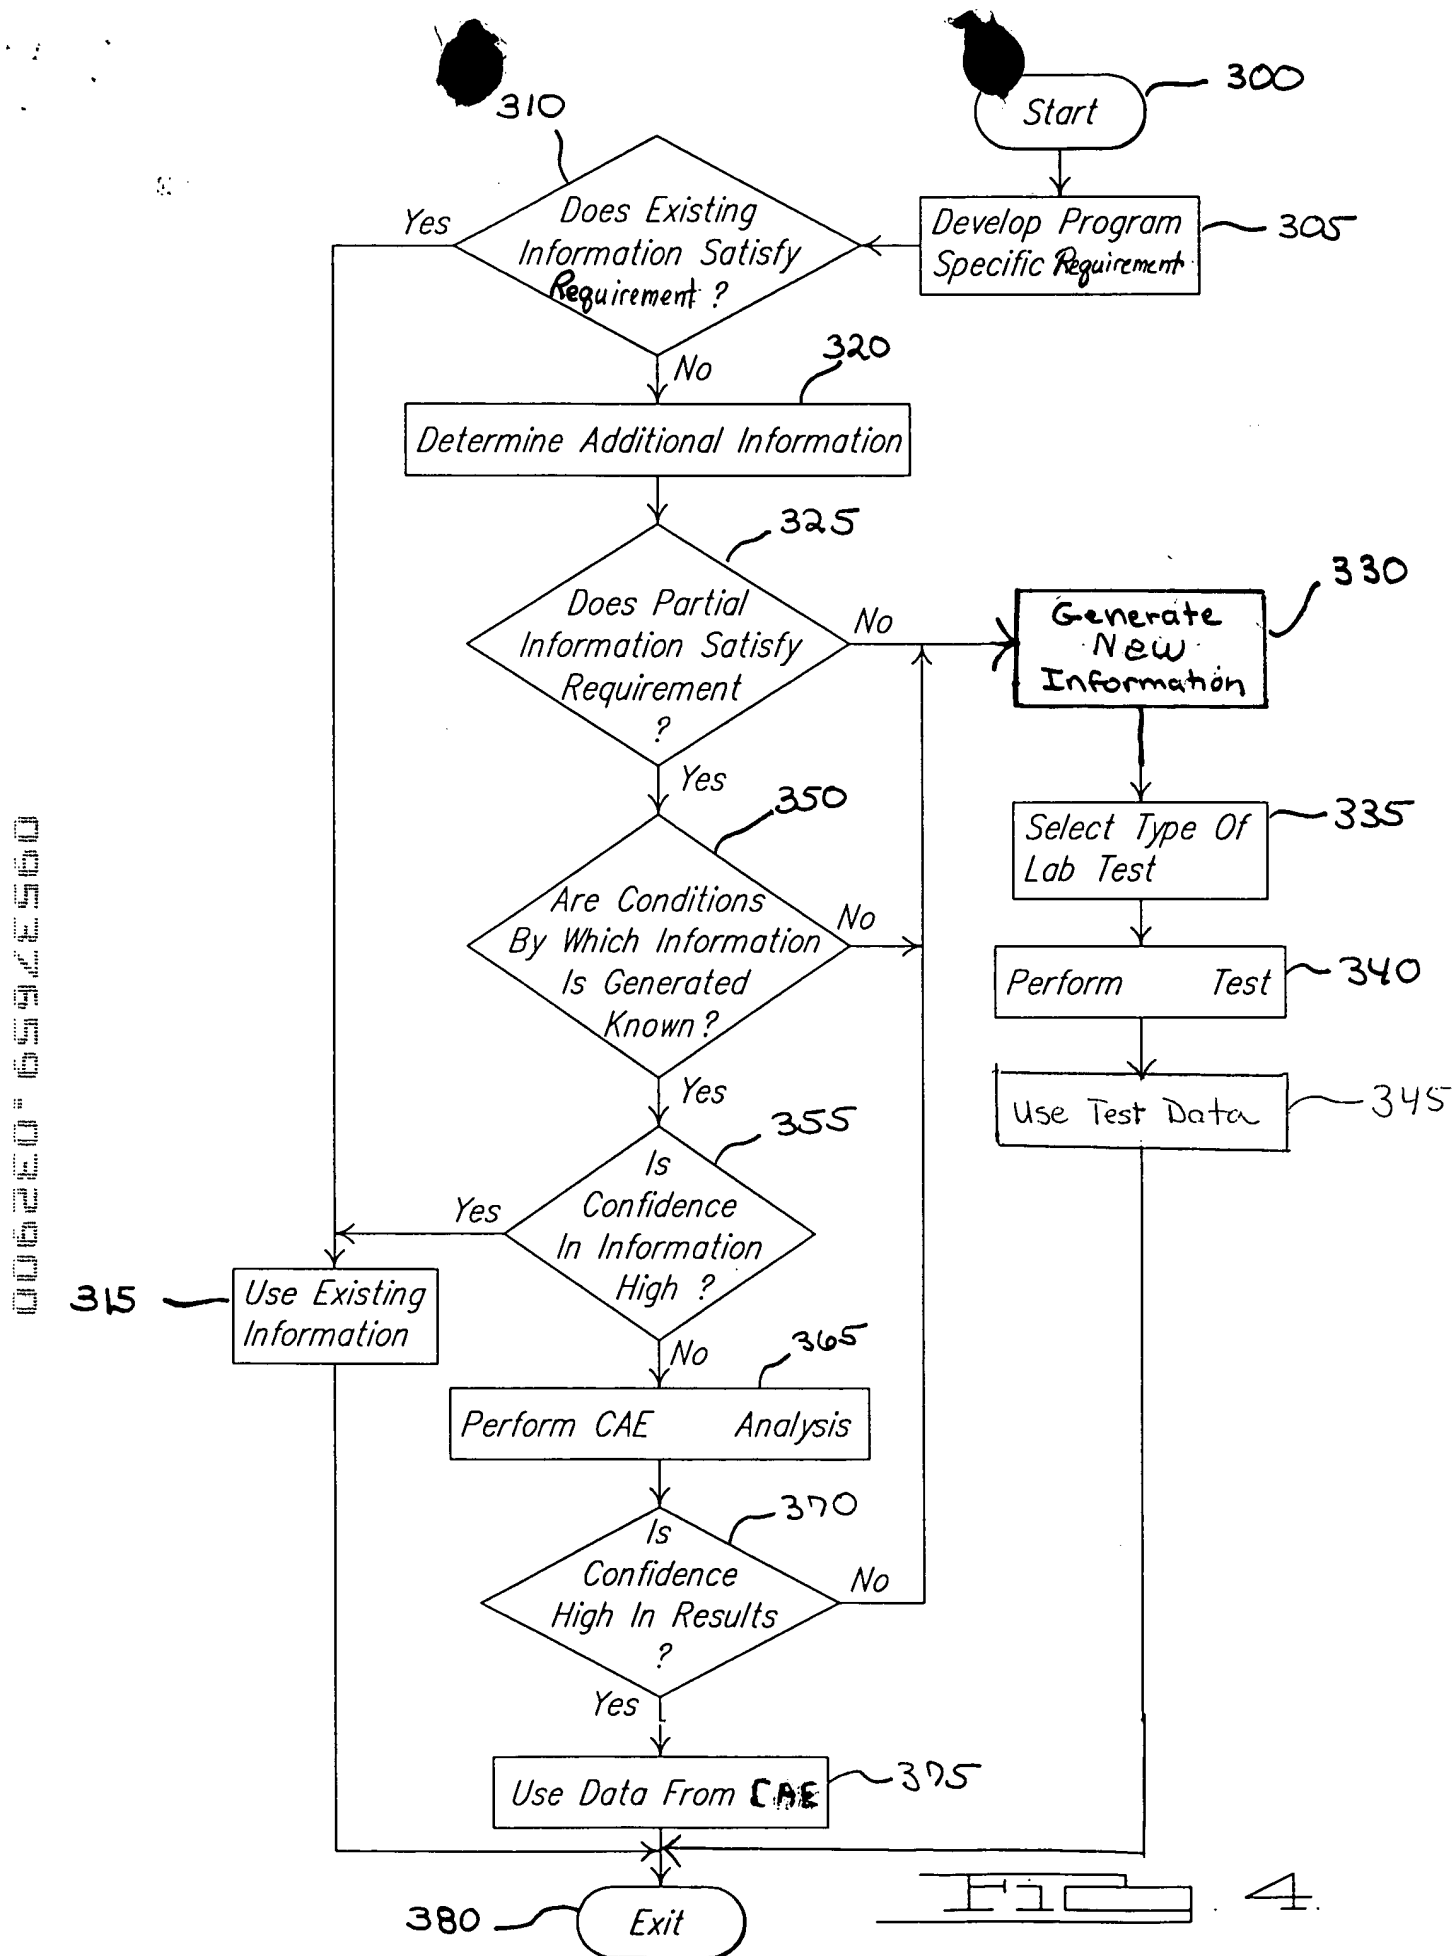 300
Start
310
Does Existing
Information Satisfy
Requirement ?
Yes
305
Develop Program
Specific Requirement
No
320
Determine Additional Information
325
Does Partial
Information Satisfy
Requirement
?
No
330
Generate
New
Information
Yes
350
335
Select Type Of
Lab Test
Are Conditions
By Which Information
Is Generated
Known ?
No
340
Perform Test
Yes
355
345
Use Test Data
Is
Confidence
In Information
High ?
Yes
315
Use Existing
Information
No
365
Perform CAE Analysis
370
Is
Confidence
High In Results
?
No
Yes
375
Use Data From CAE
380
Exit
FIG. 4.
09537659.032900